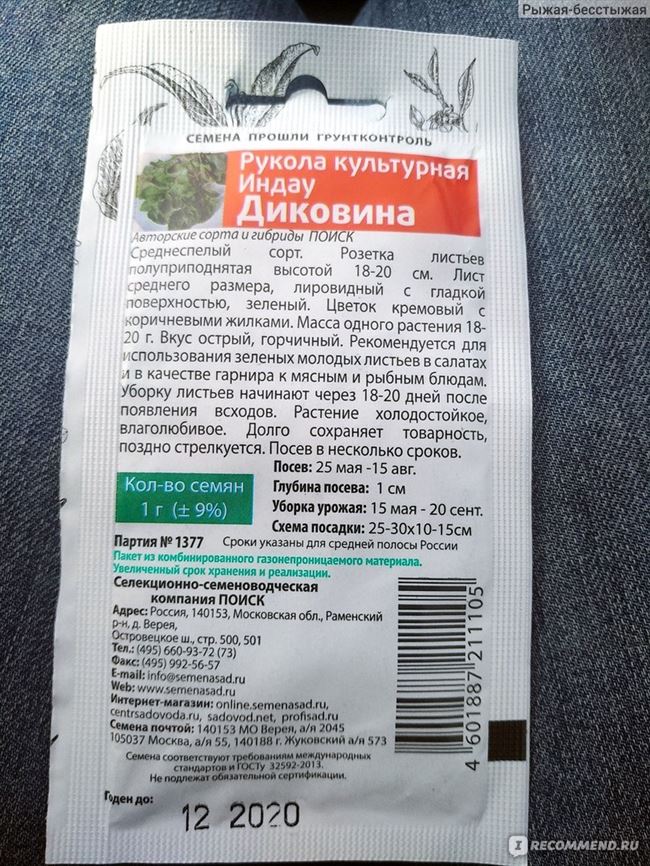 Рыжая-бесстыжая
СЕМЕНА ПРОШЛИ ГРУНТКОНТРОЛЬ
Рукола культурная
Индау
Диковина
Авторские сорта и гибриды ПОИСК
Среднеспелый сорт. Розетка листьев
полуприподнятая высотой 18-20 см. Лист
среднего размера, лировидный с гладкой
поверхностью, зеленый. Цветок кремовый с
коричневыми жилками. Масса одного растения 18-
20 г. Вкус острый, горчичный. Рекомендуется для
использования зеленых молодых листьев в салатах
и в качестве гарнира к мясным и рыбным блюдам.
Уборку листьев начинают через 18-20 дней после
появления всходов. Растение холодостойкое,
влаголюбивое. Долго сохраняет товарность,
поздно стрелкуется. Посев в несколько сроков.
Кол-во семян
1 г (± 9%)
Посев: 25 мая -15 авг.
Глубина посева: 1 см
Уборка урожая: 15 мая - 20 сент.
Схема посадки: 25-30х10-15см
Партия № 1377 Сроки указаны для средней полосы России
Пакет из комбинированного газонепроницаемого материала.
Увеличенный срок хранения и реализации.
Селекционно-семеноводческая
компания ПОИСК
Адрес: Россия, 140153, Московская обл., Раменский
р-н, д. Верея,
Островецкое ш., стр. 500, 501
Тел.: (495) 660-93-72 (73)
Факс: (495) 992-56-57
E-mail: info@semenasad.ru
Web: www.semenasad.ru
Интернет-магазин: online.semenasad.ru,
centrsadovoda.ru, sadovod.net, profisad.ru
Семена почтой: 140153 МО Верея, а/я 2045
105037 Москва, а/я 55, 140188 г. Жуковский а/я 573
Семена соответствуют требованиям международных
стандартов и ГОСТу 32592-2013.
Не подлежат обязательной сертификации.
4 601887 211105
Годен до:
12 2020
I RECOMMEND.RU